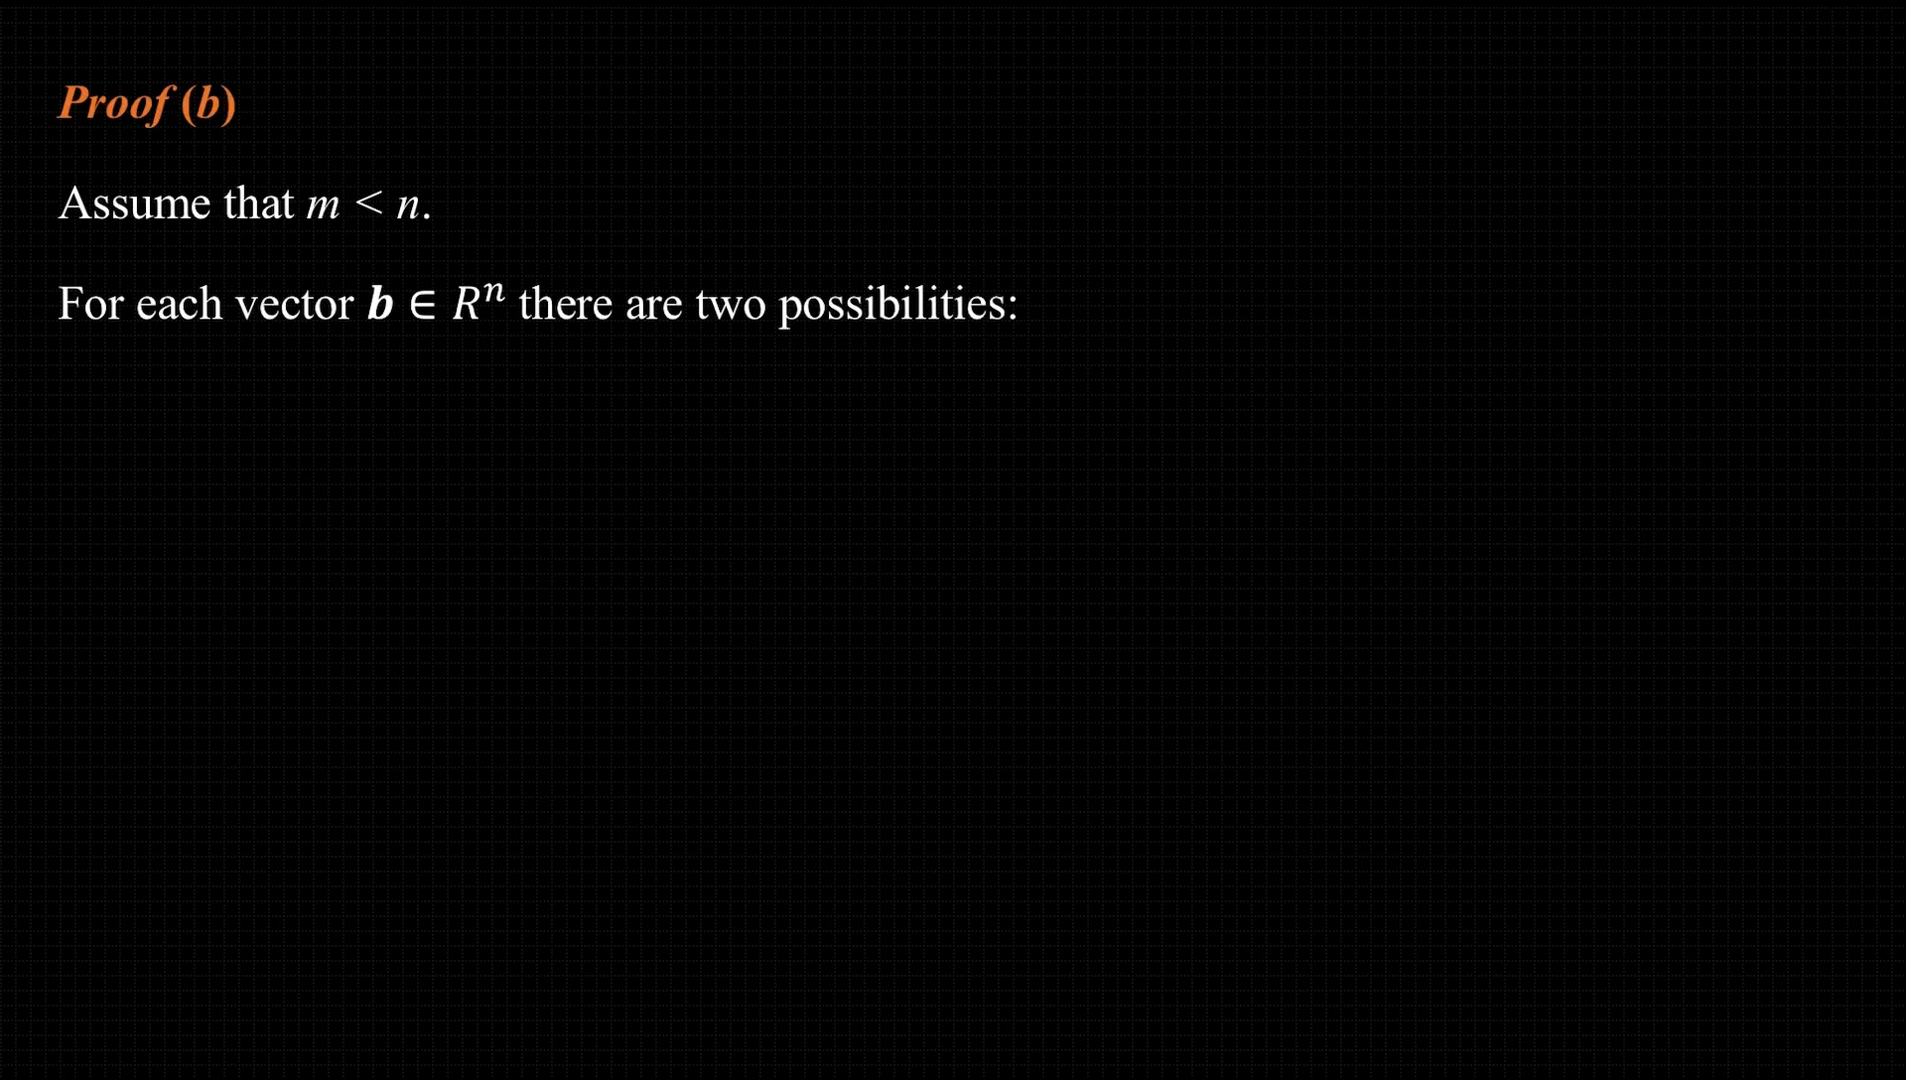 Proof (b)
Assume that m < n.
For each vector b ∈ Rⁿ there are two possibilities: